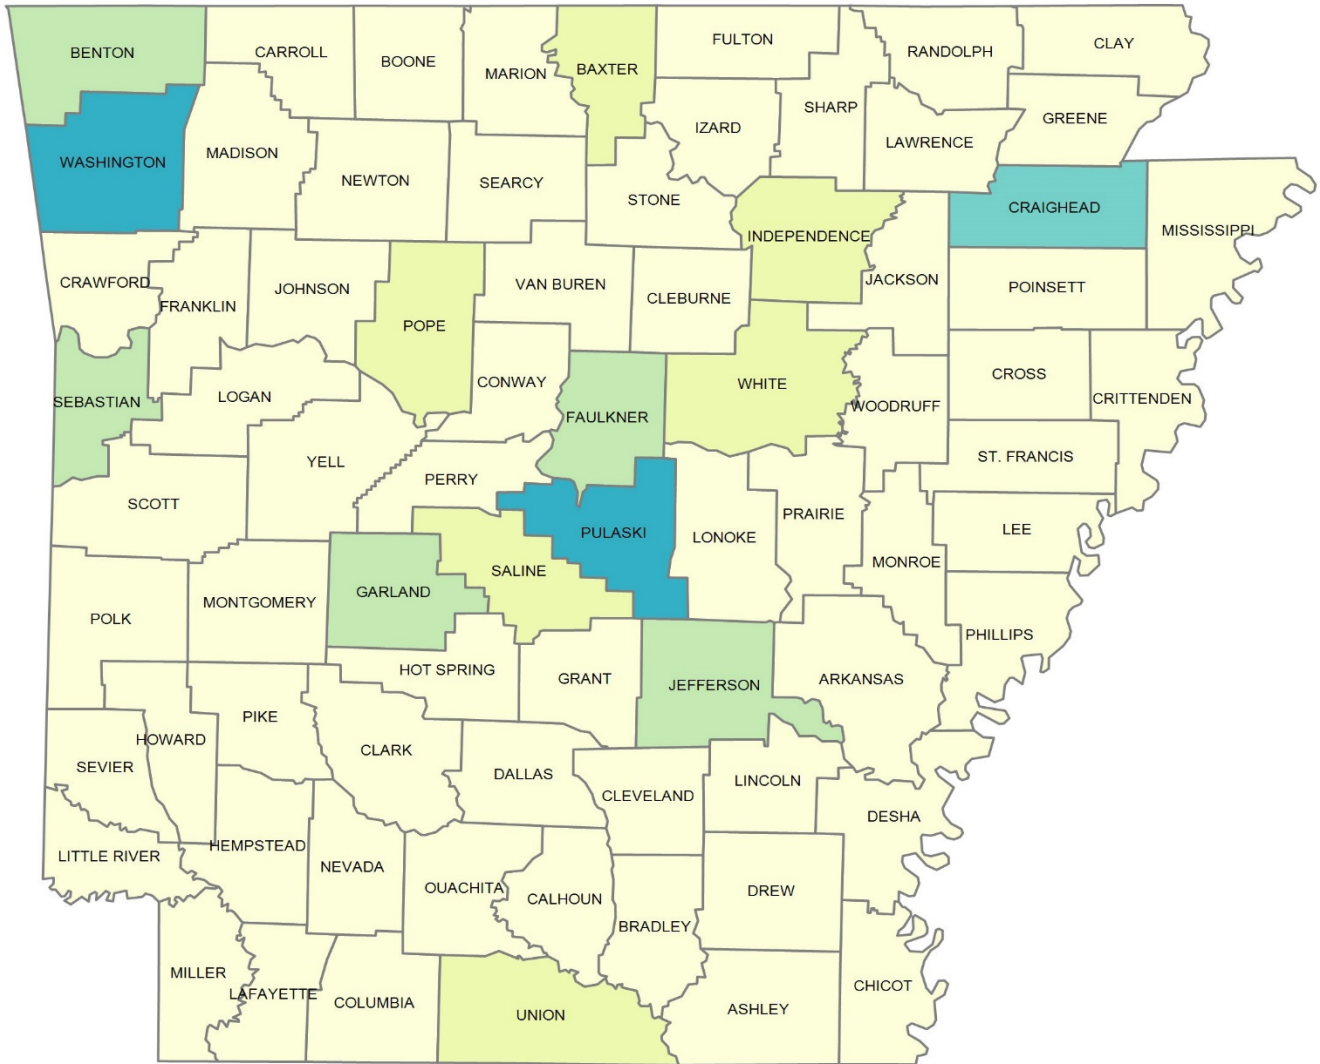 BENTON
CARROLL
BOONE
MARION
BAXTER
FULTON
RANDOLPH
CLAY
SHARP
IZARD
GREENE
LAWRENCE
WASHINGTON
MADISON
NEWTON
SEARCY
STONE
CRAIGHEAD
MISSISSIPPI
INDEPENDENCE
CRAWFORD
FRANKLIN
JOHNSON
POPE
VAN BUREN
CLEBURNE
JACKSON
POINSETT
SEBASTIAN
LOGAN
CONWAY
FAULKNER
WHITE
WOODRUFF
CROSS
CRITTENDEN
ST. FRANCIS
SCOTT
YELL
PERRY
PULASKI
LONOKE
PRAIRIE
MONROE
LEE
POLK
MONTGOMERY
GARLAND
SALINE
PHILLIPS
HOT SPRING
GRANT
JEFFERSON
ARKANSAS
SEVIER
HOWARD
PIKE
CLARK
DALLAS
CLEVELAND
LINCOLN
DESHA
LITTLE RIVER
HEMPSTEAD
NEVADA
OUACHITA
CALHOUN
BRADLEY
DREW
MILLER
LAFAYETTE
COLUMBIA
UNION
ASHLEY
CHICOT